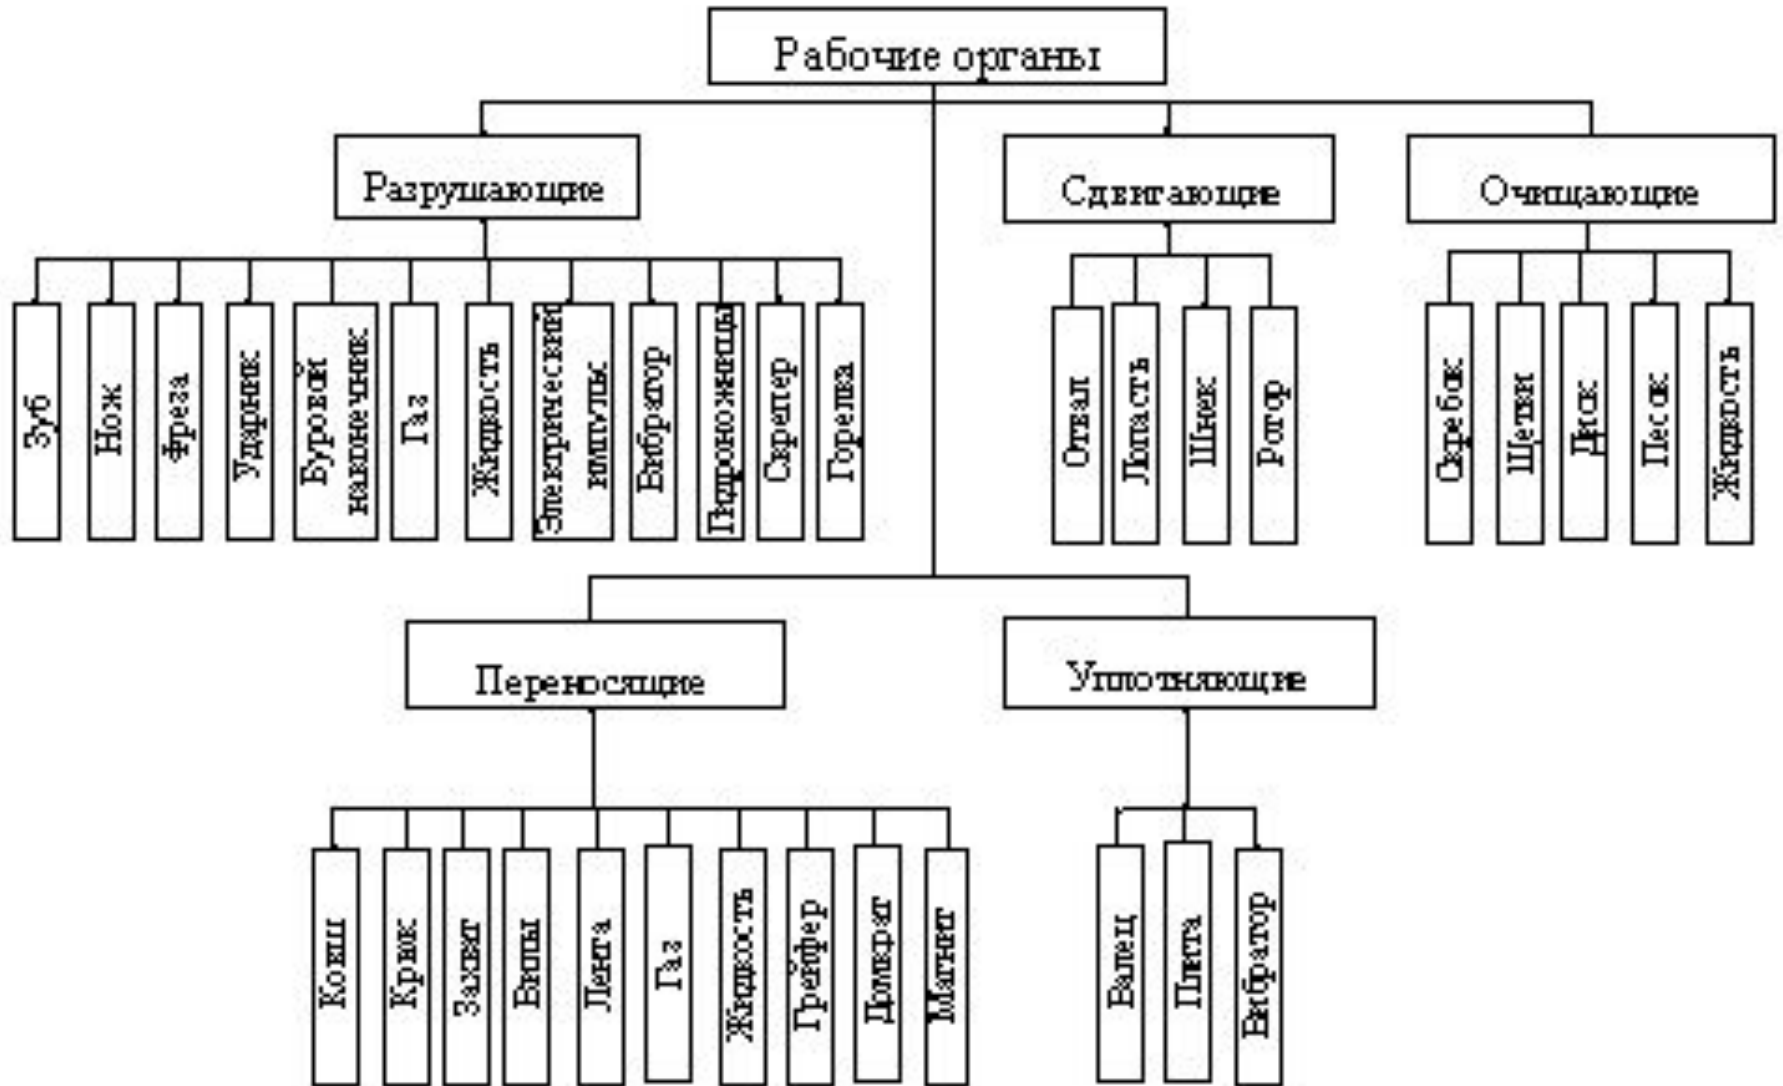 Рабочие органы
Разрушающие
Сдвигающие
Очищающие
Зуб
Нож
Фреза
Ударник
Буровой
наконечник
Газ
Жидкость
Электрический
импульс
Вибратор
Гидроножницы
Скрепер
Горелка
Отвал
Лопасть
Шнек
Ротор
Скребок
Щетки
Диск
Песок
Жидкость
Переносящие
Уплотняющие
Ковш
Крюк
Захват
Вилы
Лента
Газ
Жидкость
Грейфер
Домкрат
Магнит
Валец
Плита
Вибратор